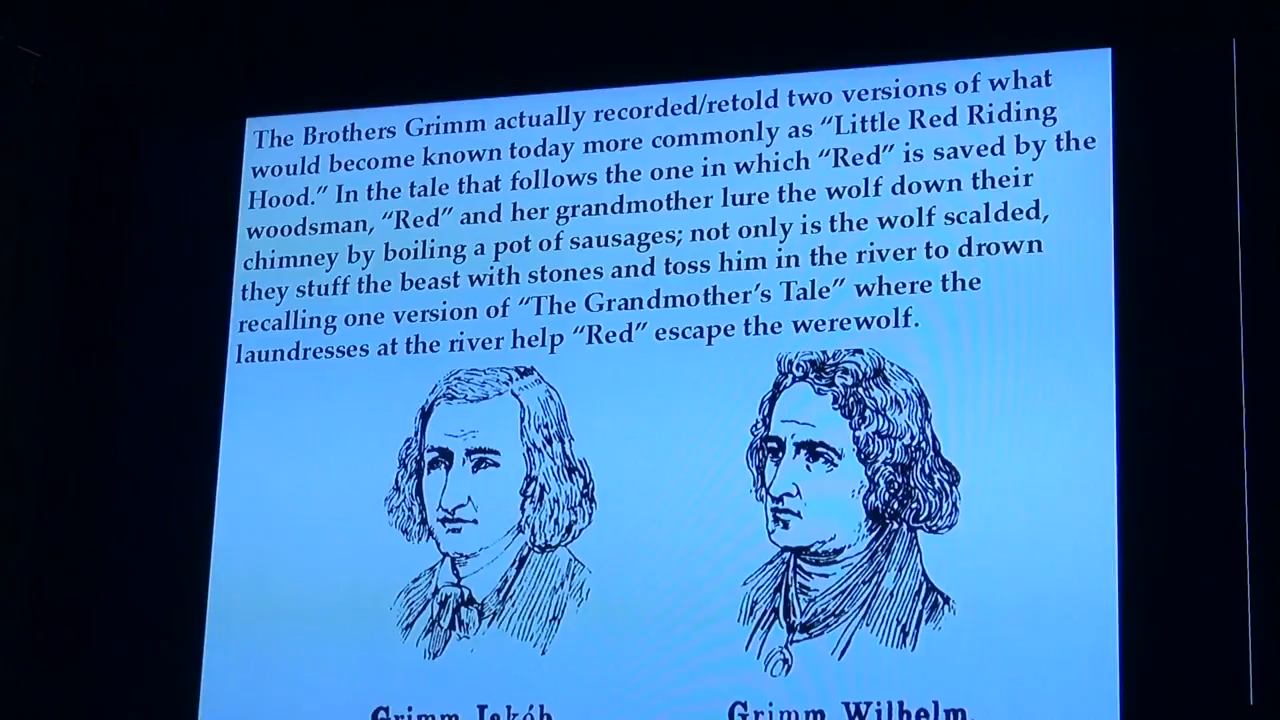 The Brothers Grimm actually recorded/retold two versions of what
would become known today more commonly as “Little Red Riding
Hood.” In the tale that follows the one in which “Red” is saved by the
woodsman, “Red” and her grandmother lure the wolf down their
chimney by boiling a pot of sausages; not only is the wolf scalded,
they stuff the beast with stones and toss him in the river to drown
recalling one version of “The Grandmother’s Tale” where the
laundresses at the river help “Red” escape the werewolf.
Grimm Jakób
Grimm Wilhelm.